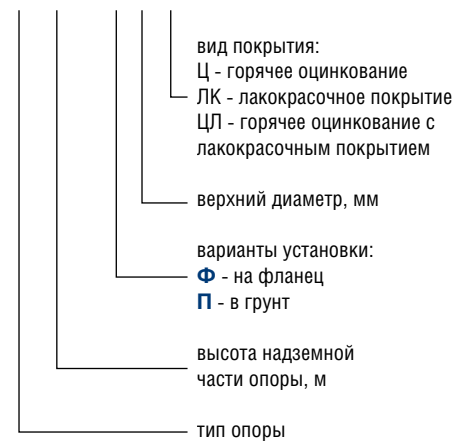 вид покрытия:
Ц - горячее оцинкование
ЛК - лакокрасочное покрытие
ЦЛ - горячее оцинкование с
лакокрасочным покрытием
верхний диаметр, мм
варианты установки:
Ф - на фланец
П - в грунт
высота надземной
части опоры, м
тип опоры